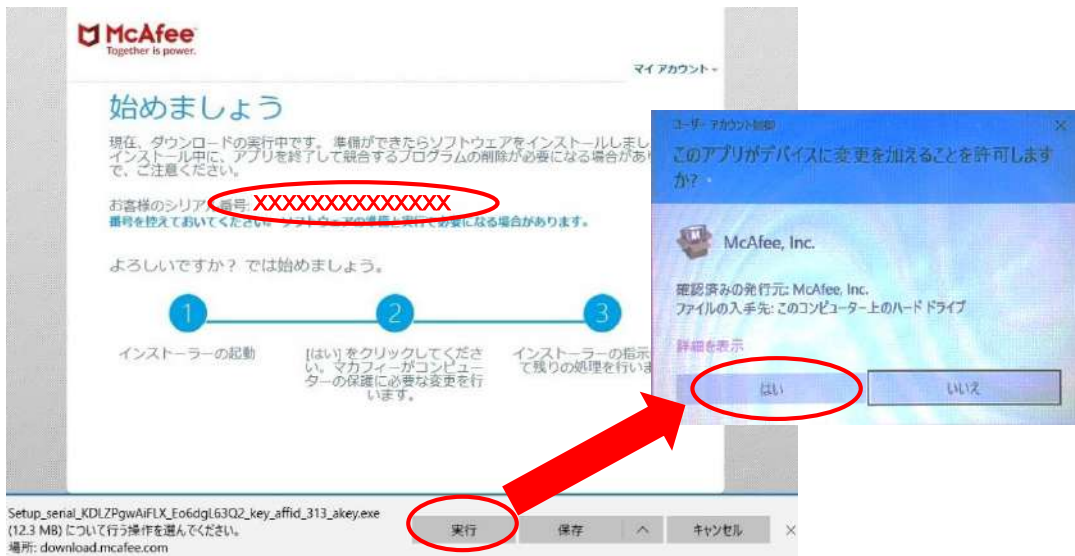 McAfee
Together is power.
マイ アカウント
始めましょう
現在、ダウンロードの実行中です。準備ができたらソフトウェアをインストールしまし
インストール中に、アプリを終了して競合するプログラムの削除が必要になる場合があ
で、ご注意ください。
お客様のシリアル番号: XXXXXXXXXXXXXX
番号を控えておいてください。ソフトウェアの準備と実行で必要になる場合があります。
よろしいですか? では始めましょう。
1 2 3
インストーラーの起動
[はい] をクリックしてくださ
い。マカフィーがコンピュー
ターの保護に必要な変更を行
います。
インストーラーの指示
て残りの処理を行いま
ユーザー アカウント制御
このアプリがデバイスに変更を加えることを許可します
か?
McAfee, Inc.
確認済みの発行元: McAfee, Inc.
ファイルの入手先: このコンピューター上のハード ドライブ
詳細を表示
はい いいえ
Setup_serial_KDLZPgwAiFLX_Eo6dgL63Q2_key_affid_313_akey.exe
(12.3 MB) について行う操作を選んでください。
場所: download.mcafee.com
実行 保存 キャンセル